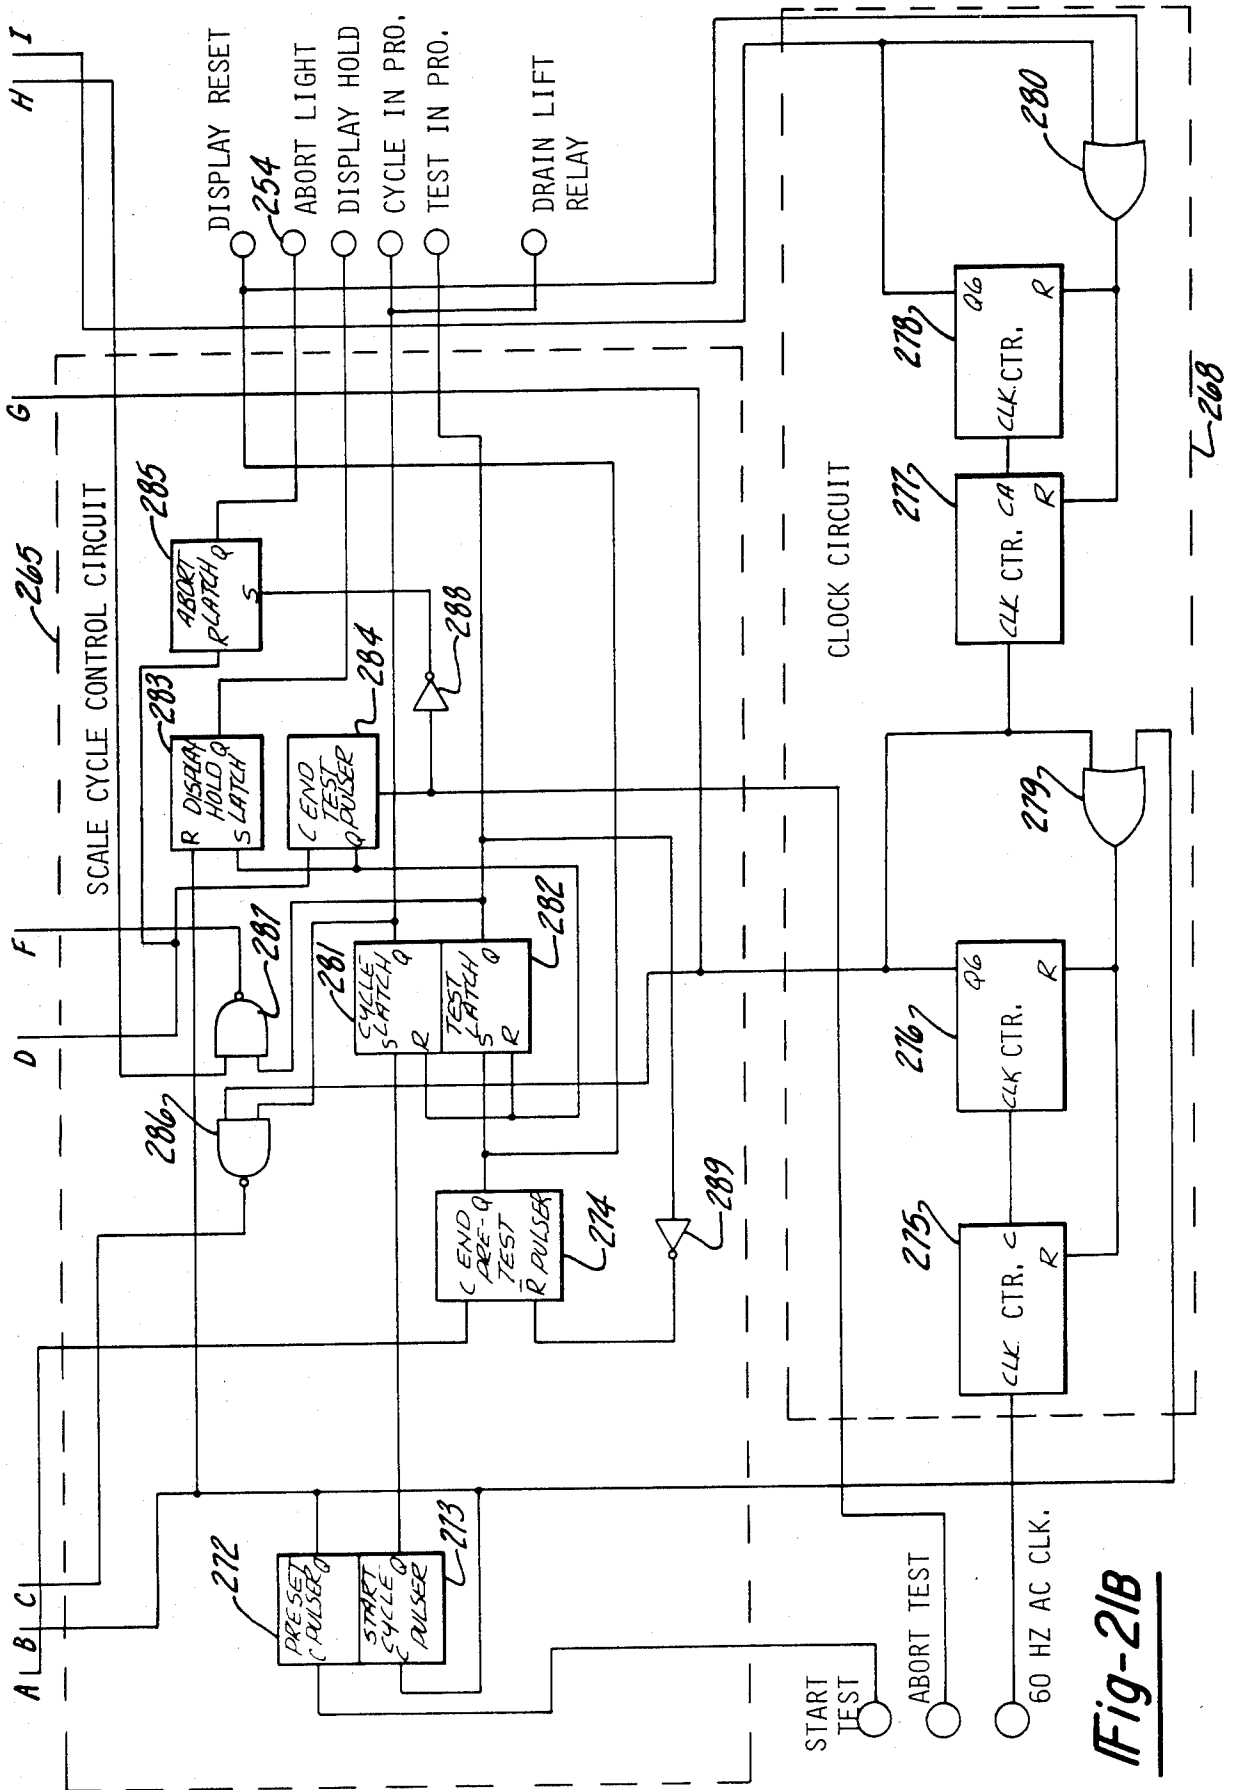 A
B
C
D
F
G
H
I
265
SCALE CYCLE CONTROL CIRCUIT
272
PRESET
PULSER
C
Q
START
CYCLE
PULSER
C
Q
273
286
287
283
R DISPLAY
HOLD Q
S LATCH
285
ABORT
R LATCH Q
S
284
C END
TEST
Q PULSER
288
281
CYCLE
S LATCH
Q
R
TEST
LATCH
S
Q
R
282
C END
PRE-Q
TEST
R̅ PULSER
274
289
DISPLAY RESET
254
ABORT LIGHT
DISPLAY HOLD
CYCLE IN PRO.
TEST IN PRO.
DRAIN LIFT
RELAY
START
TEST
ABORT TEST
60 HZ AC CLK.
CLOCK CIRCUIT
275
CLK. CTR. C
R
276
Q6
CLK CTR.
R
279
277
CLK CTR. CA
R
278
Q6
CLK. CTR.
R
280
268
Fig-21B